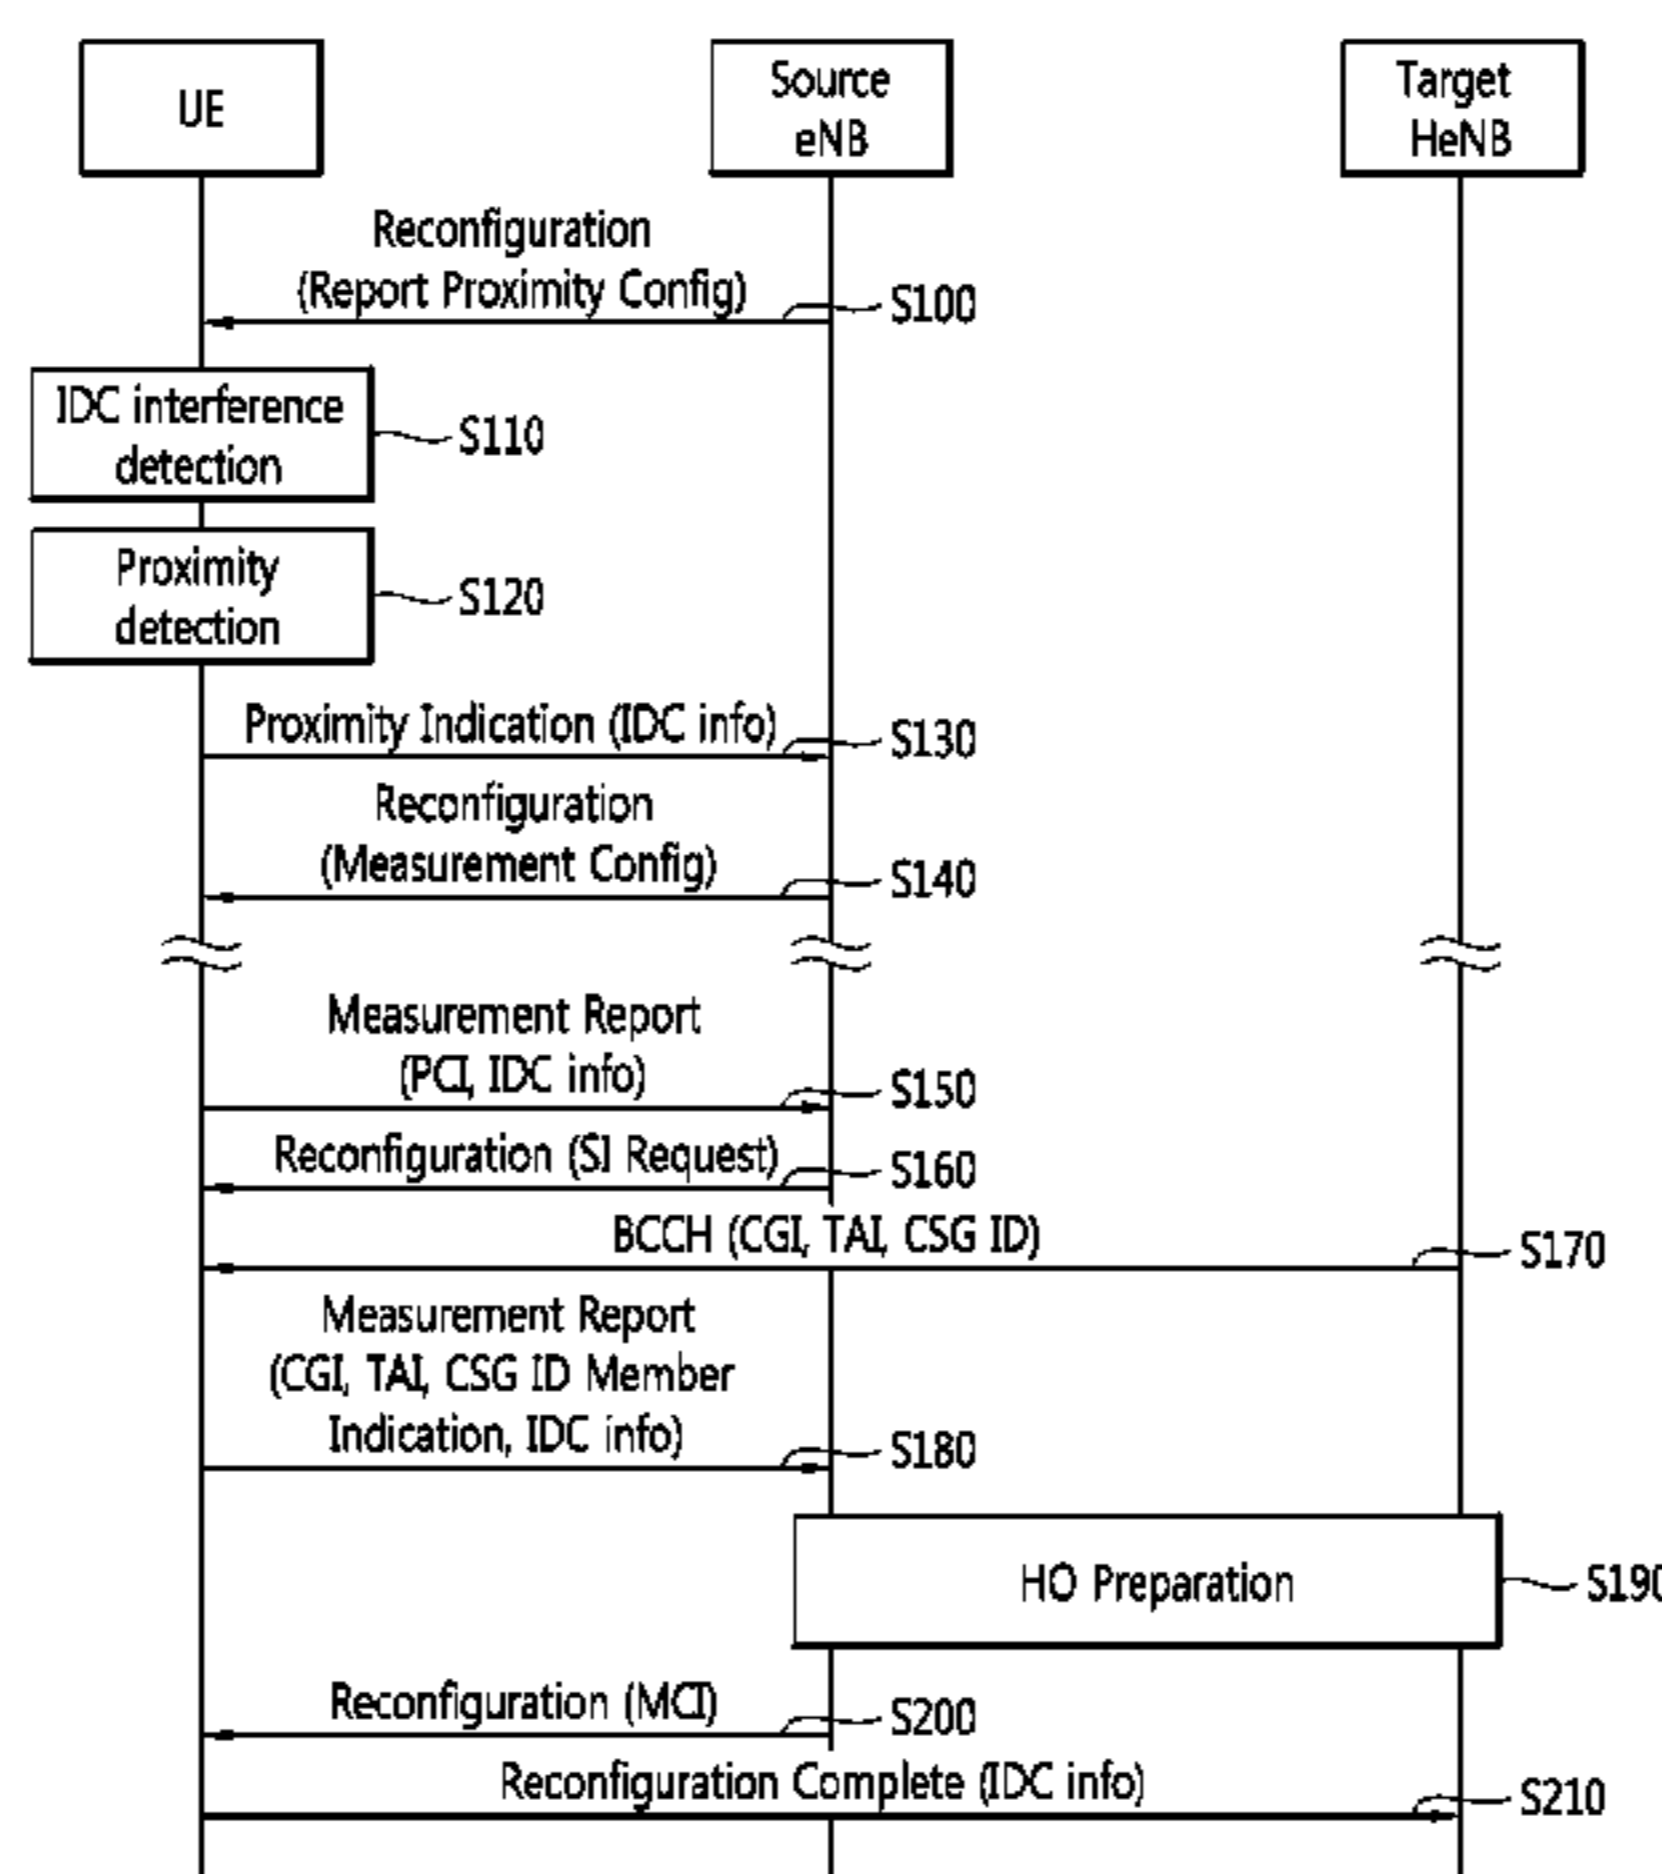 UE
Source
eNB
Target
HeNB
Reconfiguration
(Report Proximity Config)
S100
IDC interference
detection
S110
Proximity
detection
S120
Proximity Indication (IDC info)
S130
Reconfiguration
(Measurement Config)
S140
Measurement Report
(PCI, IDC info)
S150
Reconfiguration (SI Request)
S160
BCCH (CGI, TAI, CSG ID)
S170
Measurement Report
(CGI, TAI, CSG ID Member
Indication, IDC info)
S180
HO Preparation
S190
Reconfiguration (MCI)
S200
Reconfiguration Complete (IDC info)
S210